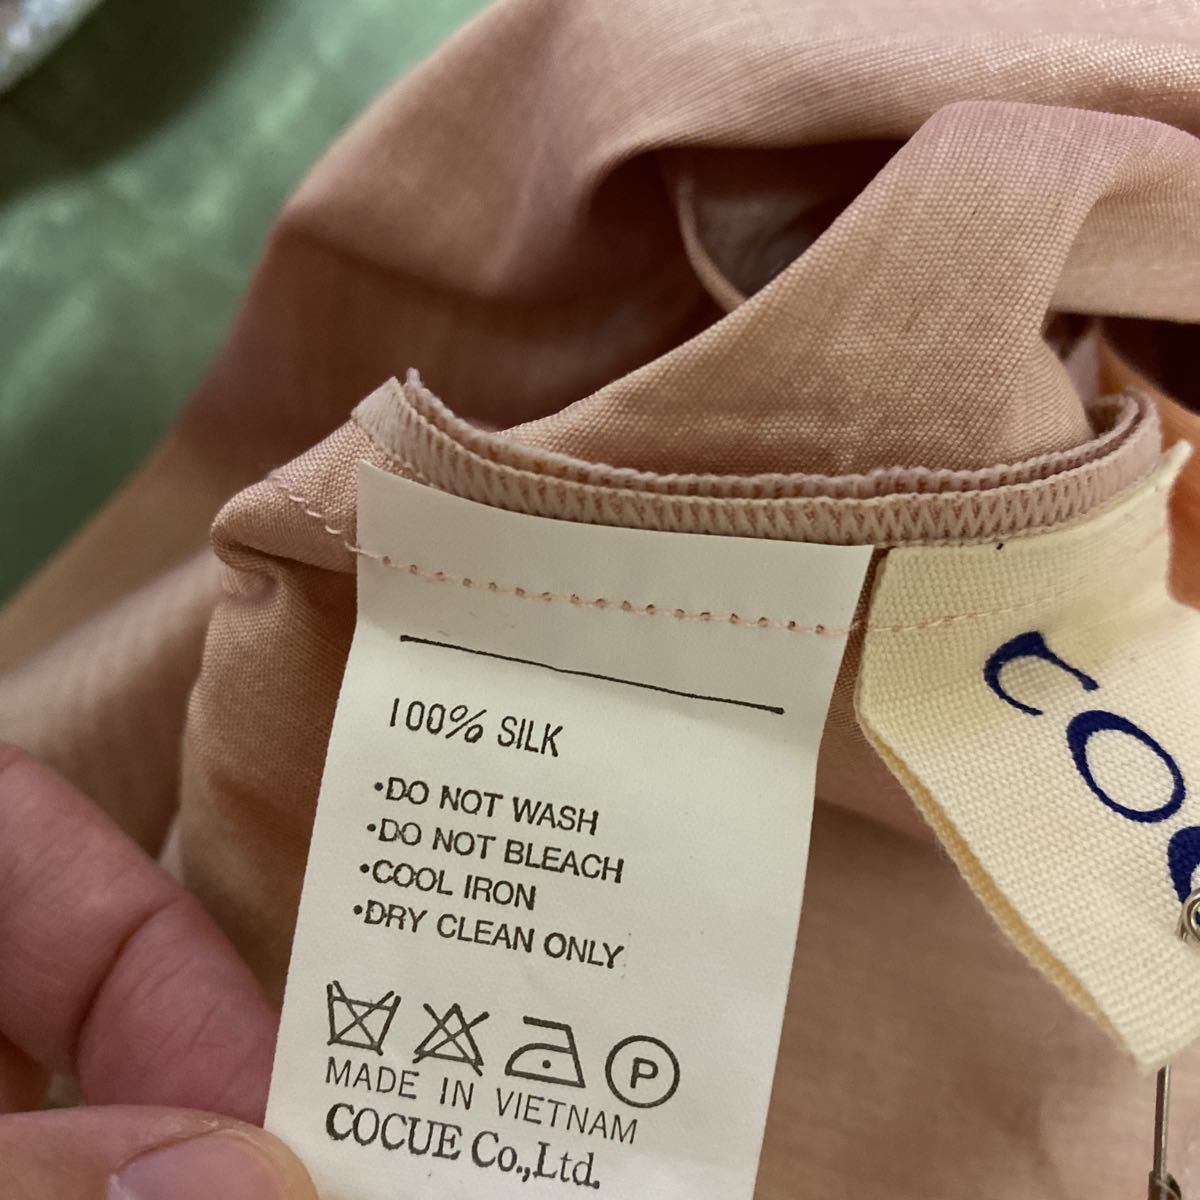 100% SILK
•DO NOT WASH
•DO NOT BLEACH
•COOL IRON
•DRY CLEAN ONLY
P
MADE IN VIETNAM
COCUE Co.,Ltd.
coc